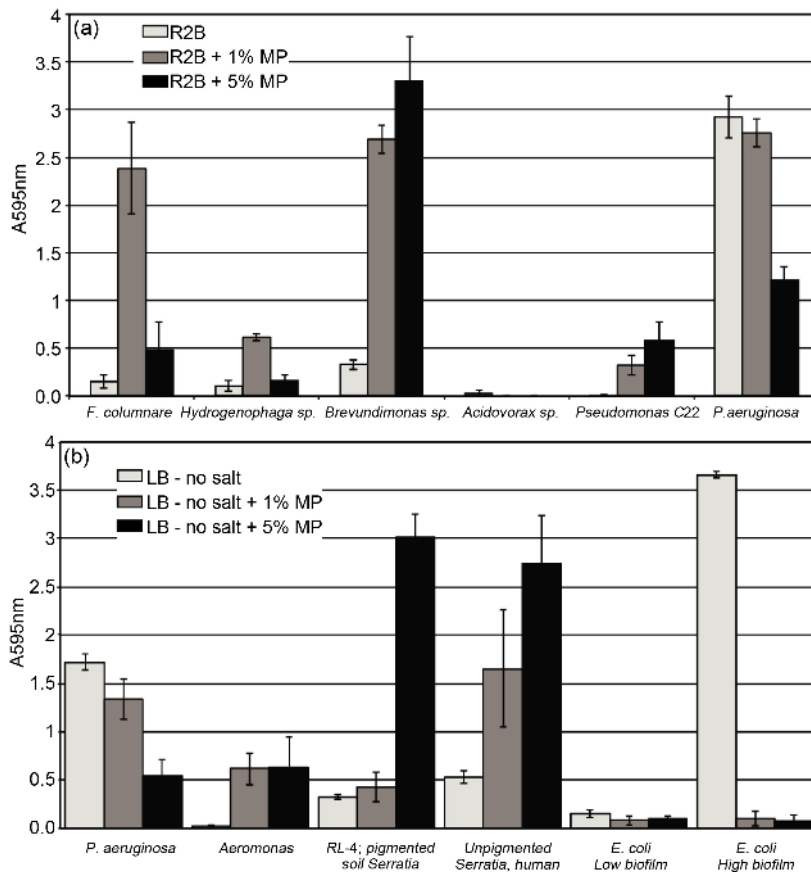 (a)
R2B
R2B + 1% MP
R2B + 5% MP
4
3.5
3
2.5
2
1.5
1
0.5
0.0
A595nm
F. columnare Hydrogenophaga sp. Brevundimonas sp. Acidovorax sp. Pseudomonas C22 P.aeruginosa
(b)
LB - no salt
LB - no salt + 1% MP
LB - no salt + 5% MP
4
3.5
3
2.5
2
1.5
1
0.5
0.0
A595nm
P. aeruginosa Aeromonas RL-4; pigmented Unpigmented E. coli E. coli
soil Serratia Serratia, human Low biofilm High biofilm